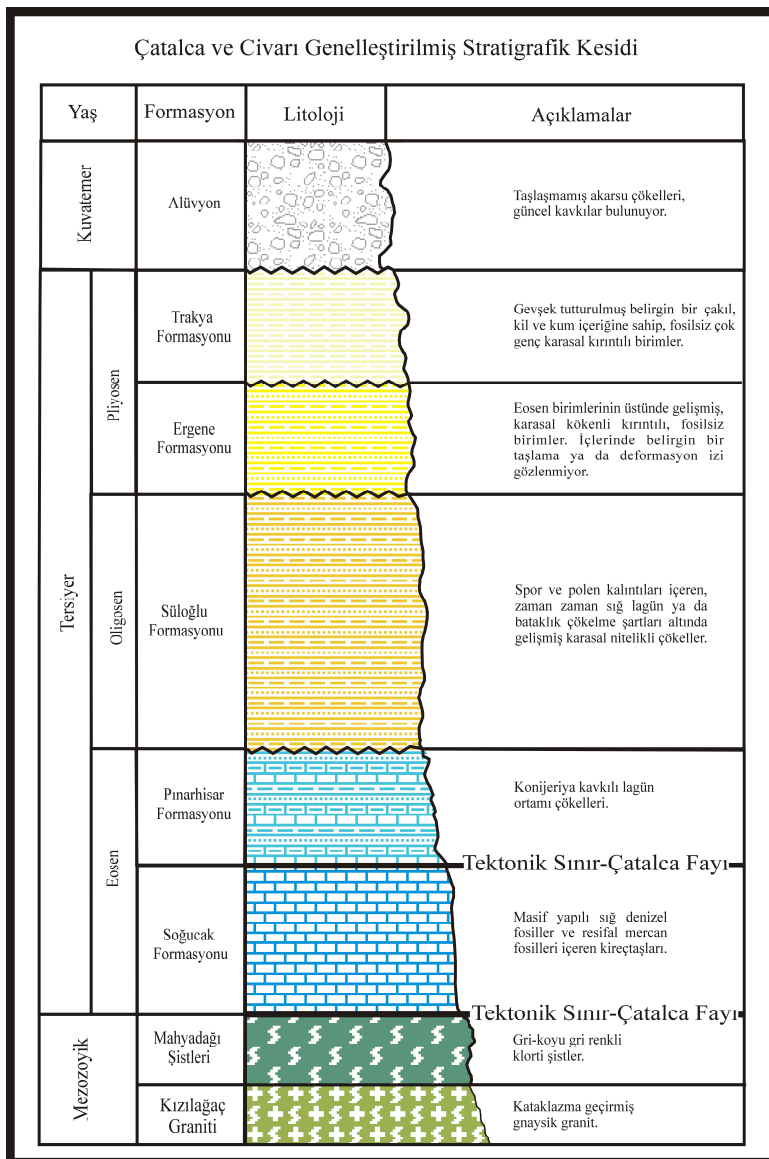 Çatalca ve Civarı Genelleştirilmiş Stratigrafik Kesidi
Yaş
Formasyon
Litoloji
Açıklamalar
Kuvatemer
Alüvyon
Taşlaşmamış akarsu çökelleri,
güncel kavkılar bulunuyor.
Tersiyer
Pliyosen
Trakya
Formasyonu
Gevşek tutturulmuş belirgin bir çakıl,
kil ve kum içeriğine sahip, fosilsiz çok
genç karasal kırıntılı birimler.
Ergene
Formasyonu
Eosen birimlerinin üstünde gelişmiş,
karasal kökenli kırıntılı, fosilsiz
birimler. İçlerinde belirgin bir
taşlama ya da deformasyon izi
gözlenmiyor.
Oligosen
Süloğlu
Formasyonu
Spor ve polen kalıntıları içeren,
zaman zaman sığ lagün ya da
bataklık çökelme şartları altında
gelişmiş karasal nitelikli çökeller.
Eosen
Pınarhisar
Formasyonu
Konijeriya kavkılı lagün
ortamı çökelleri.
Tektonik Sınır-Çatalca Fayı
Soğucak
Formasyonu
Masif yapılı sığ denizel
fosiller ve resifal mercan
fosilleri içeren kireçtaşları.
Tektonik Sınır-Çatalca Fayı
Mezozoyik
Mahyadağı
Şistleri
Gri-koyu gri renkli
klorti şistler.
Kızılağaç
Graniti
Kataklazma geçirmiş
gnaysik granit.